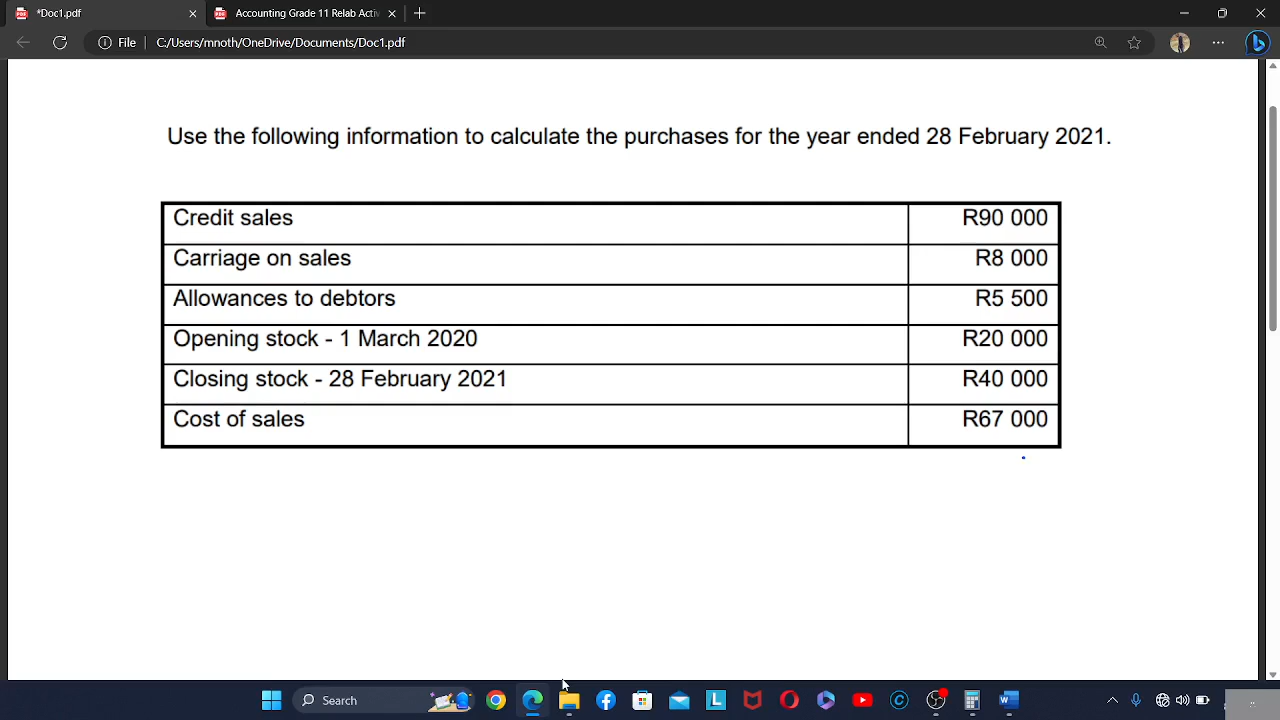 *Doc1.pdf
Accounting Grade 11 Relab Activ
File C:/Users/mnoth/OneDrive/Documents/Doc1.pdf
Use the following information to calculate the purchases for the year ended 28 February 2021.
Credit sales R90 000
Carriage on sales R8 000
Allowances to debtors R5 500
Opening stock - 1 March 2020 R20 000
Closing stock - 28 February 2021 R40 000
Cost of sales R67 000
Search